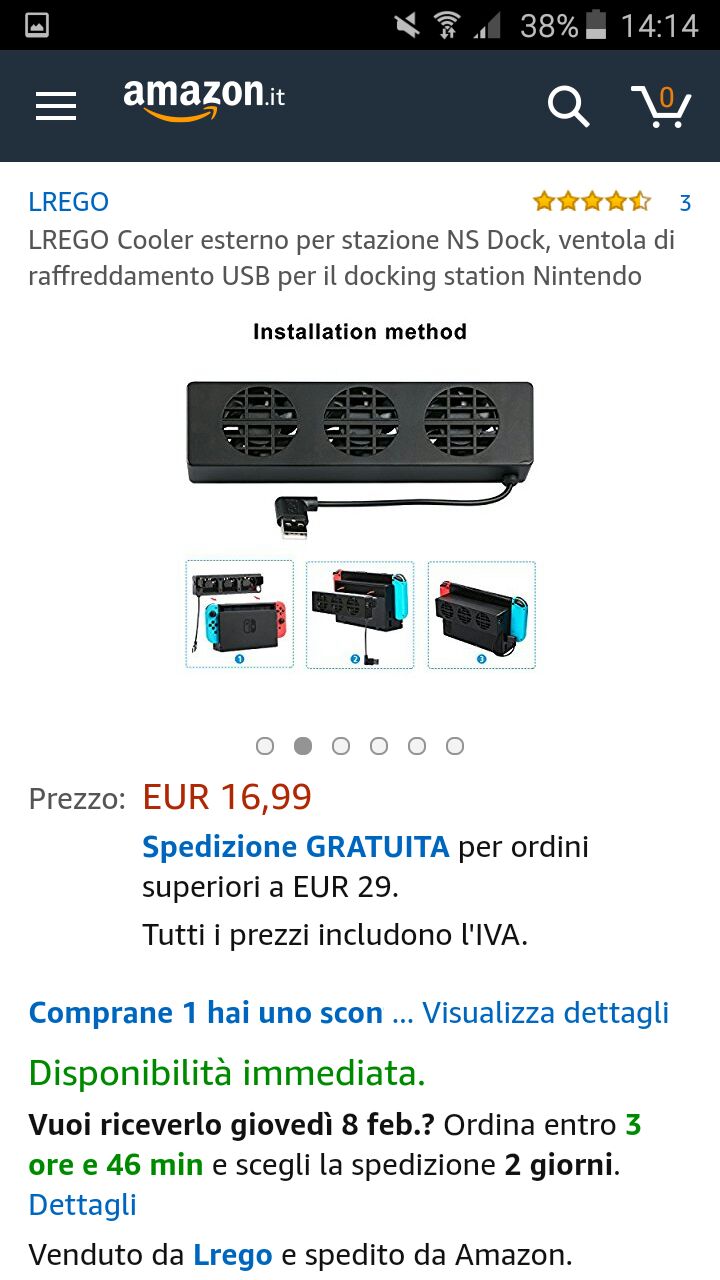 38% 14:14
amazon.it
0
LREGO 3
LREGO Cooler esterno per stazione NS Dock, ventola di
raffreddamento USB per il docking station Nintendo
Installation method
1 2 3
Prezzo: EUR 16,99
Spedizione GRATUITA per ordini
superiori a EUR 29.
Tutti i prezzi includono l'IVA.
Comprane 1 hai uno scon ... Visualizza dettagli
Disponibilità immediata.
Vuoi riceverlo giovedì 8 feb.? Ordina entro 3
ore e 46 min e scegli la spedizione 2 giorni.
Dettagli
Venduto da Lrego e spedito da Amazon.